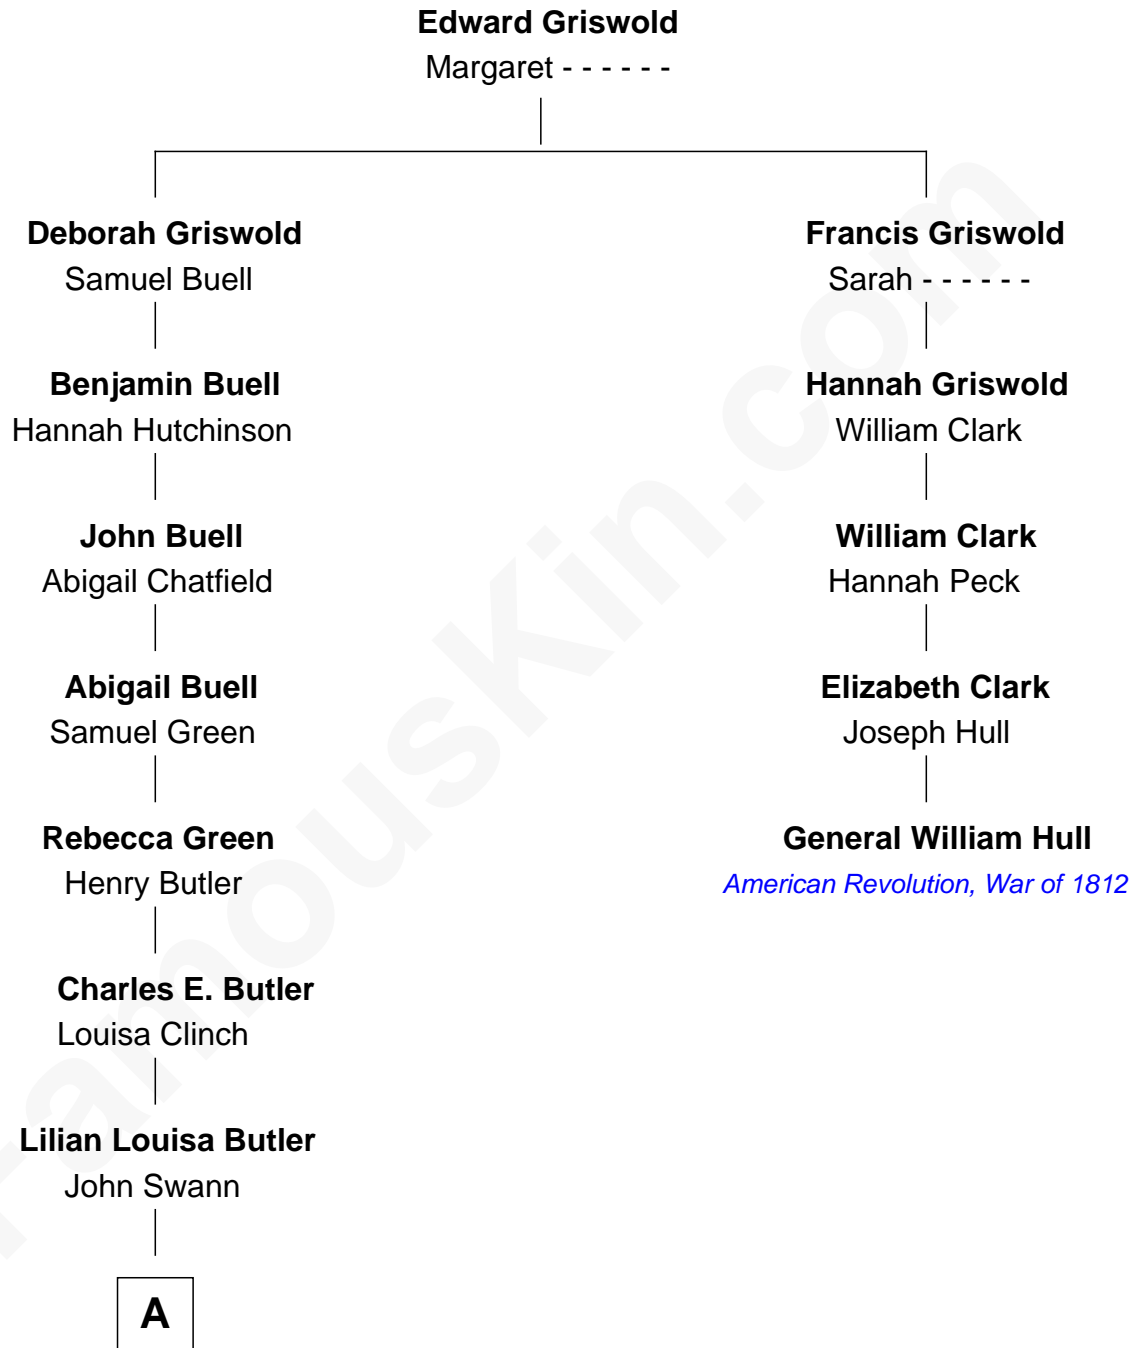 Edward Griswold
Margaret - - - - - -
Deborah Griswold
Samuel Buell
Francis Griswold
Sarah - - - - - -
Benjamin Buell
Hannah Hutchinson
Hannah Griswold
William Clark
John Buell
Abigail Chatfield
William Clark
Hannah Peck
Abigail Buell
Samuel Green
Elizabeth Clark
Joseph Hull
Rebecca Green
Henry Butler
General William Hull
American Revolution, War of 1812
Charles E. Butler
Louisa Clinch
Lilian Louisa Butler
John Swann
A
FamousKin.com